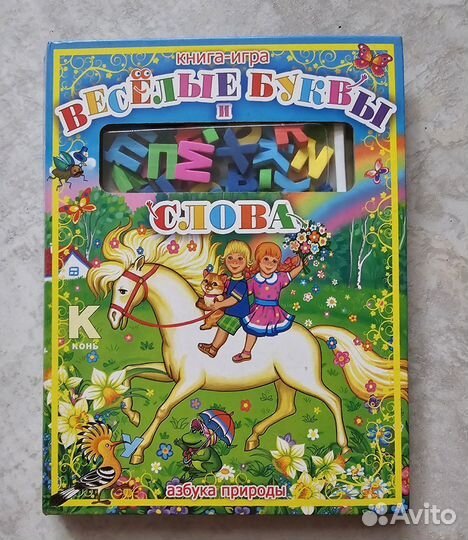 книга-игра
ВЕСЁЛЫЕ БУКВЫ
И
СЛОВА
К
КОНЬ
У
азбука природы
Avito